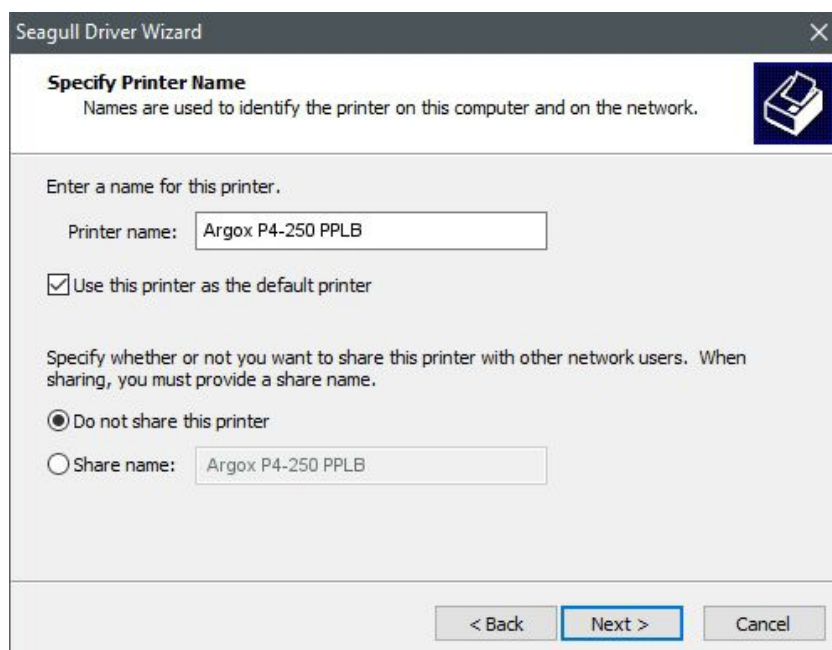 Seagull Driver Wizard
Specify Printer Name
Names are used to identify the printer on this computer and on the network.
Enter a name for this printer.
Printer name: Argox P4-250 PPLB
Use this printer as the default printer
Specify whether or not you want to share this printer with other network users. When
sharing, you must provide a share name.
Do not share this printer
Share name: Argox P4-250 PPLB
< Back Next > Cancel